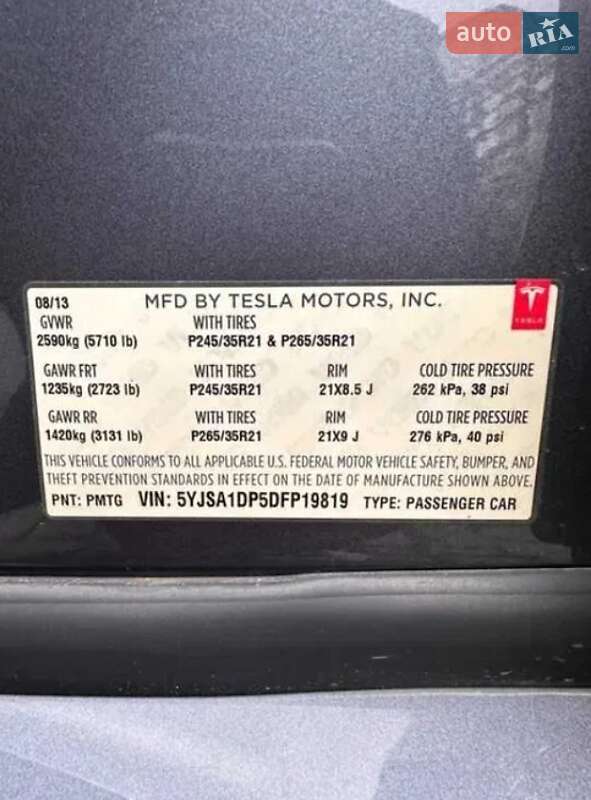 auto RIA.com
08/13 MFD BY TESLA MOTORS, INC.
TESLA
GVWR WITH TIRES
2590kg (5710 lb) P245/35R21 & P265/35R21
GAWR FRT WITH TIRES RIM COLD TIRE PRESSURE
1235kg (2723 lb) P245/35R21 21X8.5 J 262 kPa, 38 psi
GAWR RR WITH TIRES RIM COLD TIRE PRESSURE
1420kg (3131 lb) P265/35R21 21X9 J 276 kPa, 40 psi
THIS VEHICLE CONFORMS TO ALL APPLICABLE U.S. FEDERAL MOTOR VEHICLE SAFETY, BUMPER, AND
THEFT PREVENTION STANDARDS IN EFFECT ON THE DATE OF MANUFACTURE SHOWN ABOVE.
PNT: PMTG VIN: 5YJSA1DP5DFP19819 TYPE: PASSENGER CAR